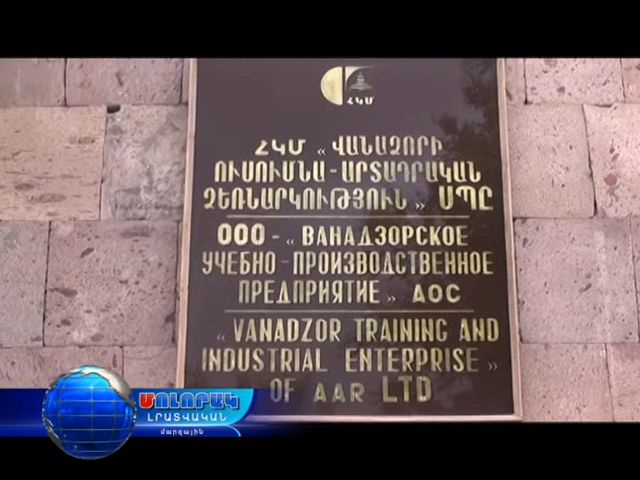 ՀԿՄ
ՀԿՄ « ՎԱՆԱՁՈՐԻ
ՈՒՍՈՒՄՆԱ-ԱՐՏԱԴՐԱԿԱՆ
ՁԵՌՆԱՐԿՈՒԹՅՈՒՆ » ՍՊԸ
ООО - « ВАНАДЗОРСКОЕ
УЧЕБНО-ПРОИЗВОДСТВЕННОЕ
ПРЕДПРИЯТИЕ » АОС
« VANADZOR TRAINING AND
INDUSTRIAL ENTERPRISE »
OF AAR LTD
ՄՈԼՈՐԱԿ
ԼՐԱՏՎԱԿԱՆ
մարզային